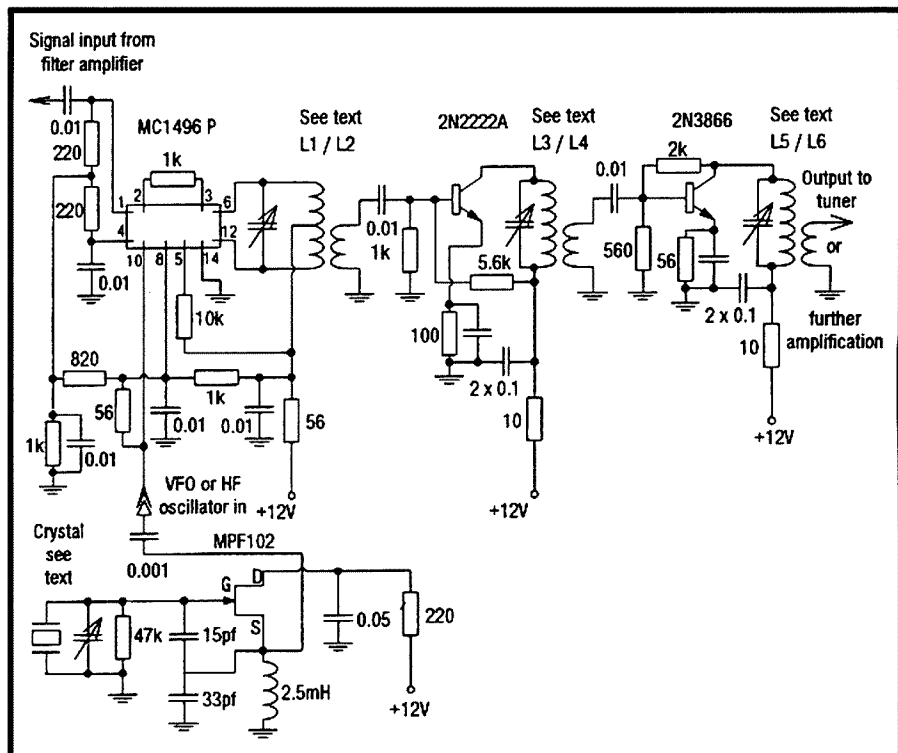 Signal input from
filter amplifier
0.01
220
220
MC1496 P
1k
1
2
3
6
4
12
10
8
5
14
0.01
10k
See text
L1 / L2
0.01
1k
2N2222A
See text
L3 / L4
5.6k
100
2 x 0.1
10
+12V
0.01
2N3866
2k
560
56
See text
L5 / L6
Output to
tuner
or
further
amplification
2 x 0.1
10
+12V
820
56
1k
0.01
0.01
56
1k
0.01
VFO or HF
oscillator in
+12V
Crystal
see
text
0.001
MPF102
D
G
S
47k
15pf
33pf
2.5mH
0.05
220
+12V